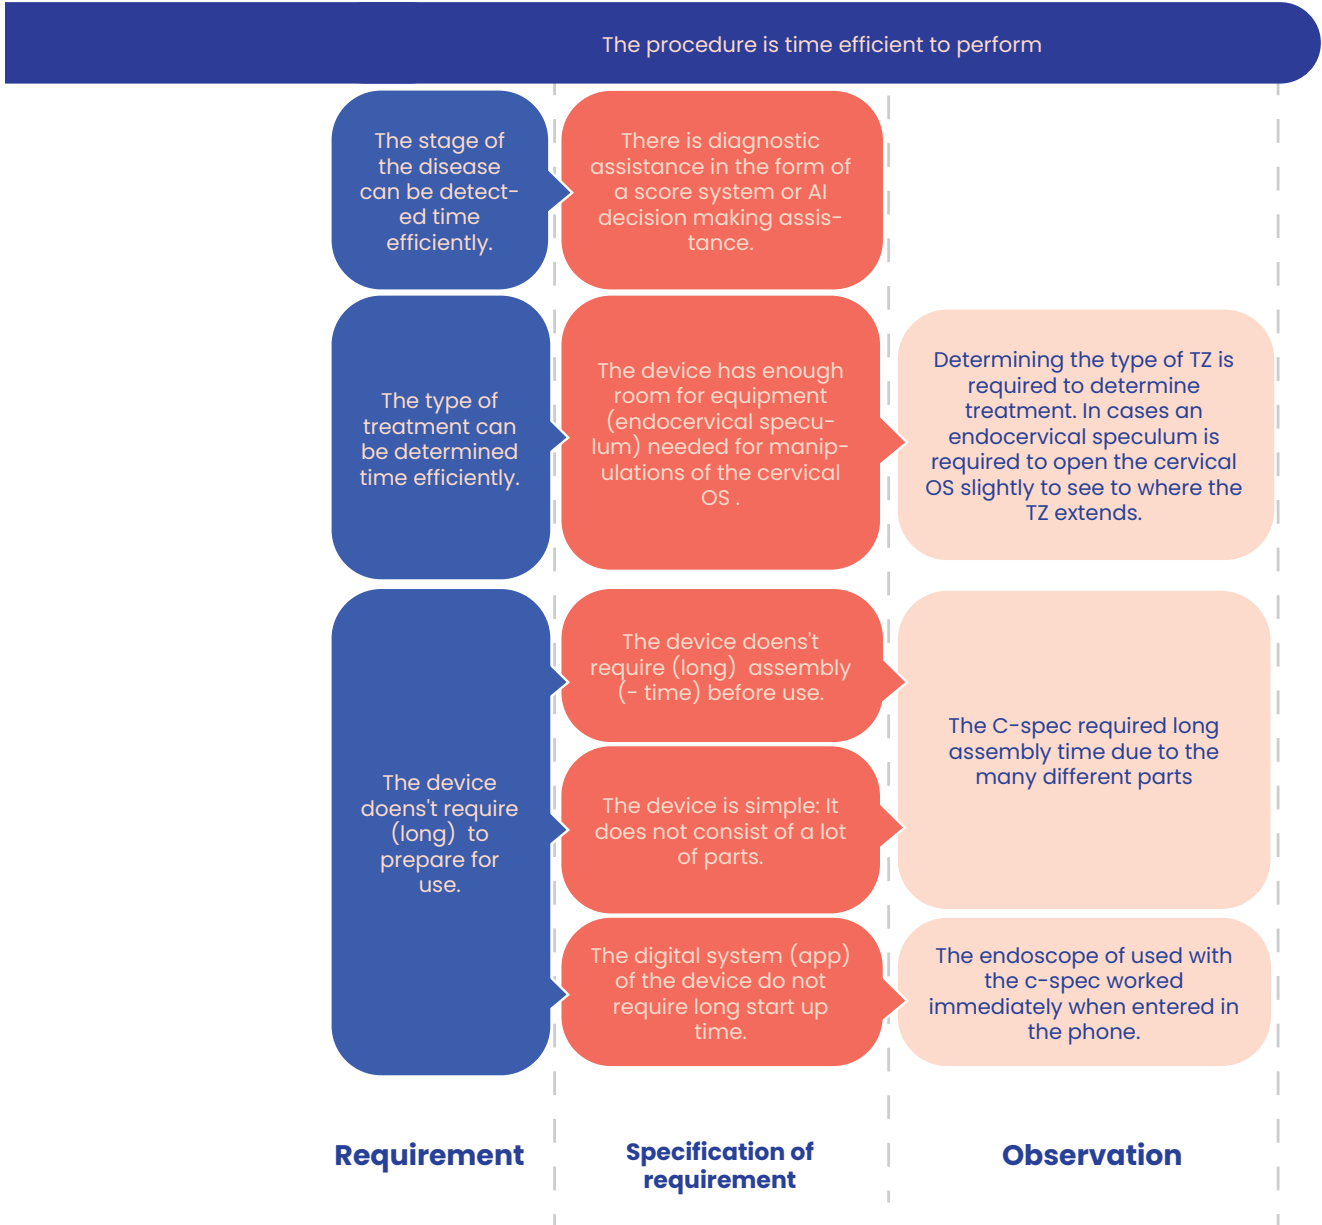 The procedure is time efficient to perform
The stage of
the disease
can be detect-
ed time
efficiently.
There is diagnostic
assistance in the form of
a score system or AI
decision making assis-
tance.
The type of
treatment can
be determined
time efficiently.
The device has enough
room for equipment
(endocervical specu-
lum) needed for manip-
ulations of the cervical
OS .
Determining the type of TZ is
required to determine
treatment. In cases an
endocervical speculum is
required to open the cervical
OS slightly to see to where the
TZ extends.
The device
doens't require
(long)  to
prepare for
use.
The device doens't
require (long)  assembly
(- time) before use.
The device is simple: It
does not consist of a lot
of parts.
The C-spec required long
assembly time due to the
many different parts
The digital system (app)
of the device do not
require long start up
time.
The endoscope of used with
the c-spec worked
immediately when entered in
the phone.
Requirement
Specification of
requirement
Observation